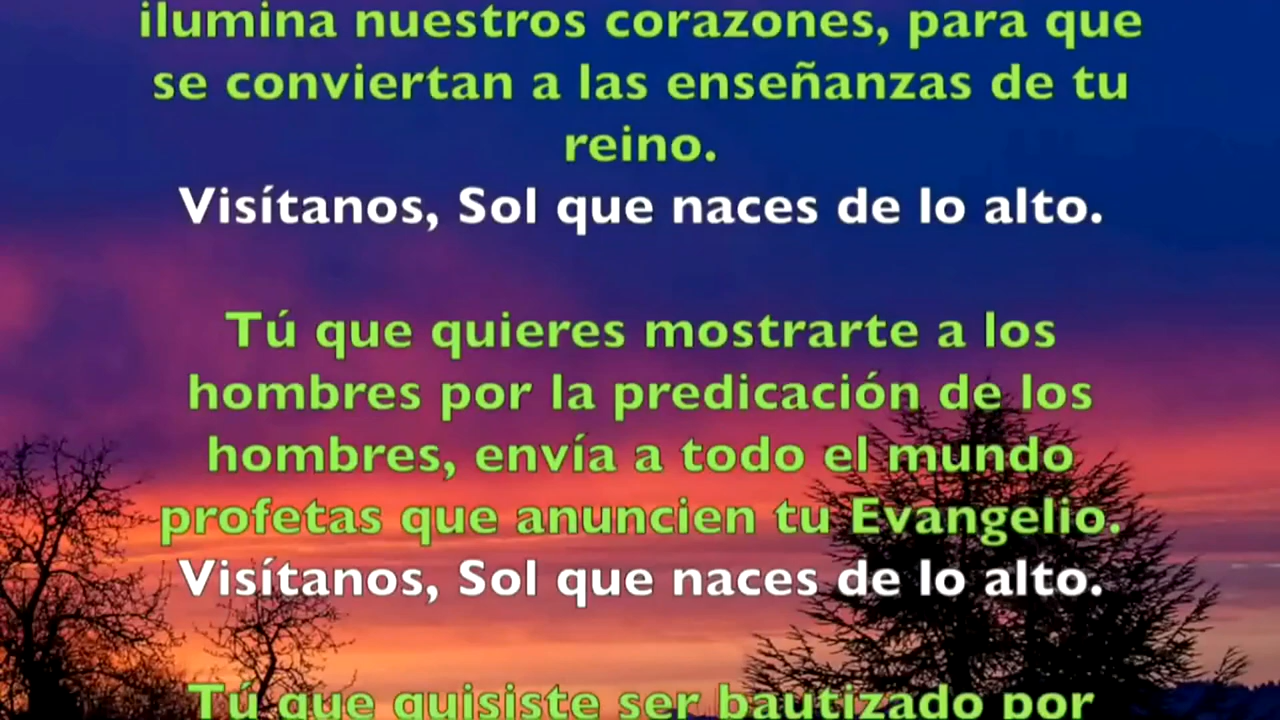 ilumina nuestros corazones, para que
se conviertan a las enseñanzas de tu
reino.
Visítanos, Sol que naces de lo alto.
Tú que quieres mostrarte a los
hombres por la predicación de los
hombres, envía a todo el mundo
profetas que anuncien tu Evangelio.
Visítanos, Sol que naces de lo alto.
Tú que quisiste ser bautizado por